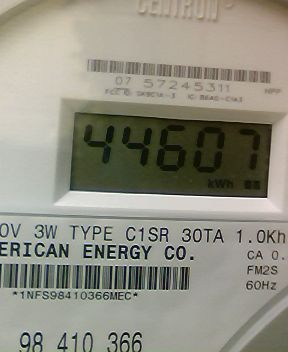 CENTRON
07 57245311
44607
kWh
0V 3W TYPE C1SR 30TA 1.0Kh
ERICAN ENERGY CO.
CA 0.
FM2S
*1NFS98410366MEC*
60Hz
98 410 366